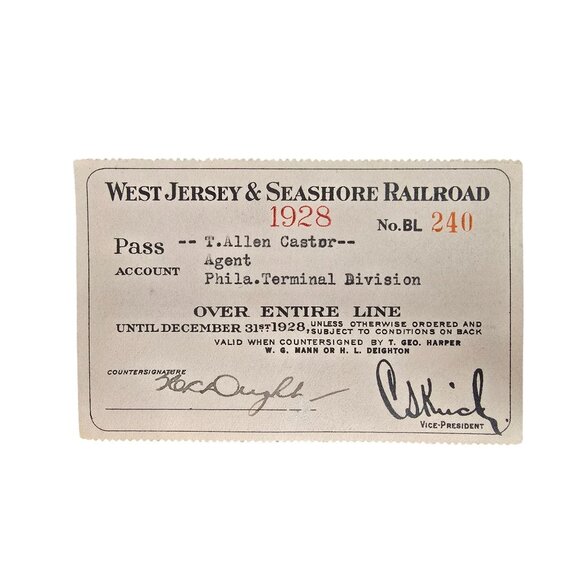 WEST JERSEY & SEASHORE RAILROAD
1928
No. BL 240
Pass -- T.Allen Castor--
ACCOUNT Agent
Phila.Terminal Division
OVER ENTIRE LINE
UNTIL DECEMBER 31ST 1928, UNLESS OTHERWISE ORDERED AND
SUBJECT TO CONDITIONS ON BACK
VALID WHEN COUNTERSIGNED BY T. GEO. HARPER
W. G. MANN OR H. L. DEIGHTON
COUNTERSIGNATURE
VICE-PRESIDENT